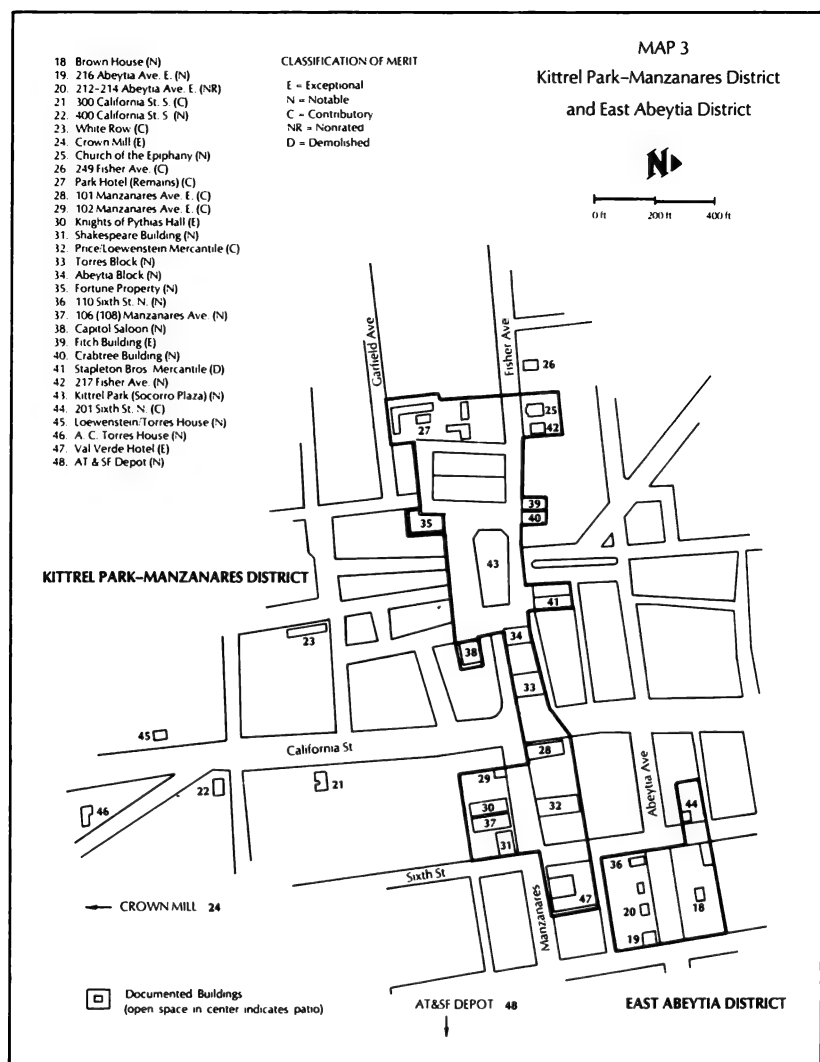 MAP 3
Kittrel Park–Manzanares District
and East Abeytia District
N
0 ft 200 ft 400 ft
CLASSIFICATION OF MERIT
E = Exceptional
N = Notable
C = Contributory
NR = Nonrated
D = Demolished
18 Brown House (N)
19. 216 Abeytia Ave. E. (N)
20. 212-214 Abeytia Ave. E. (NR)
21 300 California St. S. (C)
22. 400 California St. S (N)
23. White Row (C)
24. Crown Mill (E)
25. Church of the Epiphany (N)
26 249 Fisher Ave. (C)
27 Park Hotel (Remains) (C)
28. 101 Manzanares Ave. E. (C)
29. 102 Manzanares Ave. E. (C)
30 Knights of Pythias Hall (E)
31. Shakespeare Building (N)
32. Price/Loewenstein Mercantile (C)
33 Torres Block (N)
34. Abeytia Block (N)
35. Fortune Property (N)
36 110 Sixth St. N. (N)
37. 106 (108) Manzanares Ave. (N)
38. Capitol Saloon (N)
39. Fitch Building (E)
40. Crabtree Building (N)
41 Stapleton Bros. Mercantile (D)
42 217 Fisher Ave. (N)
43. Kittrel Park (Socorro Plaza) (N)
44. 201 Sixth St. N. (C)
45. Loewenstein/Torres House (N)
46. A. C. Torres House (N)
47. Val Verde Hotel (E)
48. AT & SF Depot (N)
Garfield Ave
Fisher Ave
26
25
42
27
39
40
35
43
41
KITTREL PARK–MANZANARES DISTRICT
23
34
38
33
45
California St
28
Abeytia Ave
29
21
22
46
30
32
44
37
31
36
Sixth St
47
18
20
19
Manzanares
CROWN MILL 24
Documented Buildings
(open space in center indicates patio)
AT&SF DEPOT 48
EAST ABEYTIA DISTRICT